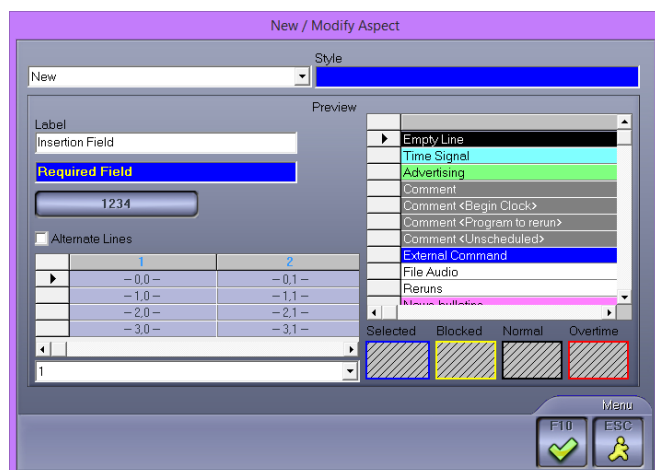 New / Modify Aspect
Style
New
Preview
Label
Insertion Field
Required Field
1234
Alternate Lines
1 2
– 0,0 – – 0,1 –
– 1,0 – – 1,1 –
– 2,0 – – 2,1 –
– 3,0 – – 3,1 –
1
Empty Line
Time Signal
Advertising
Comment
Comment <Begin Clock>
Comment <Program to rerun>
Comment <Unscheduled>
External Command
File Audio
Reruns
News bulletins
Selected Blocked Normal Overtime
Menu
F10 ESC